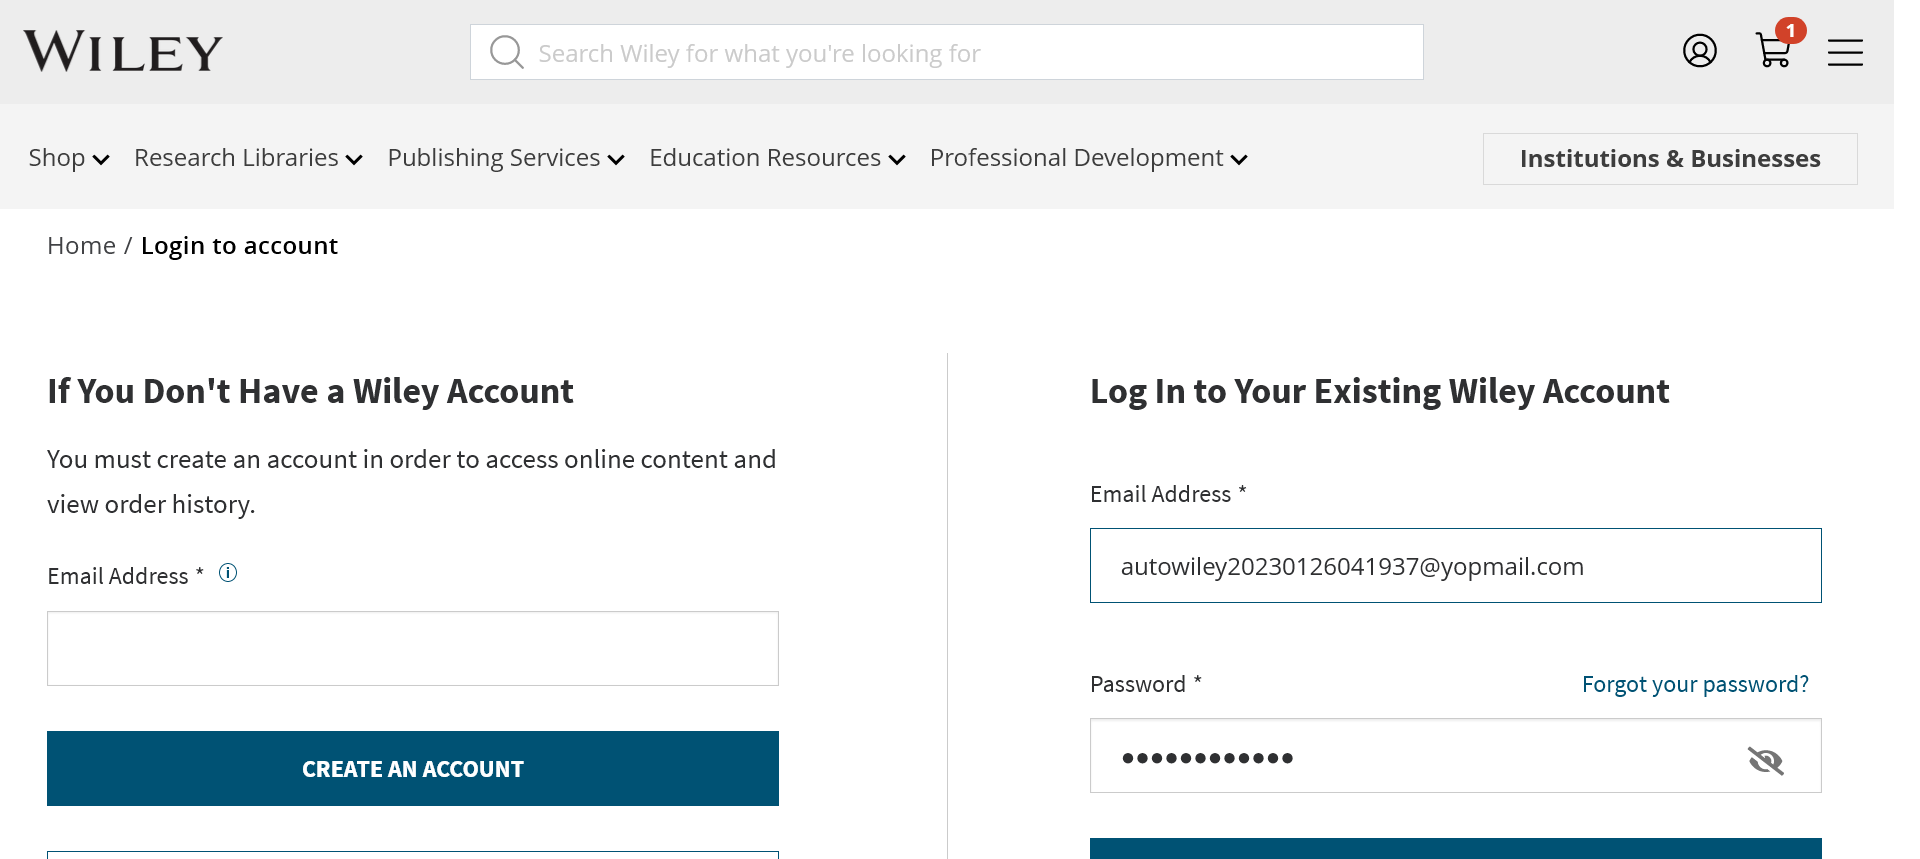 WILEY
Search Wiley for what you're looking for
1
Shop Research Libraries Publishing Services Education Resources Professional Development Institutions & Businesses
Home / Login to account
If You Don't Have a Wiley Account
You must create an account in order to access online content and
view order history.
Email Address *
CREATE AN ACCOUNT
Log In to Your Existing Wiley Account
Email Address *
autowiley20230126041937@yopmail.com
Password * Forgot your password?
••••••••••••